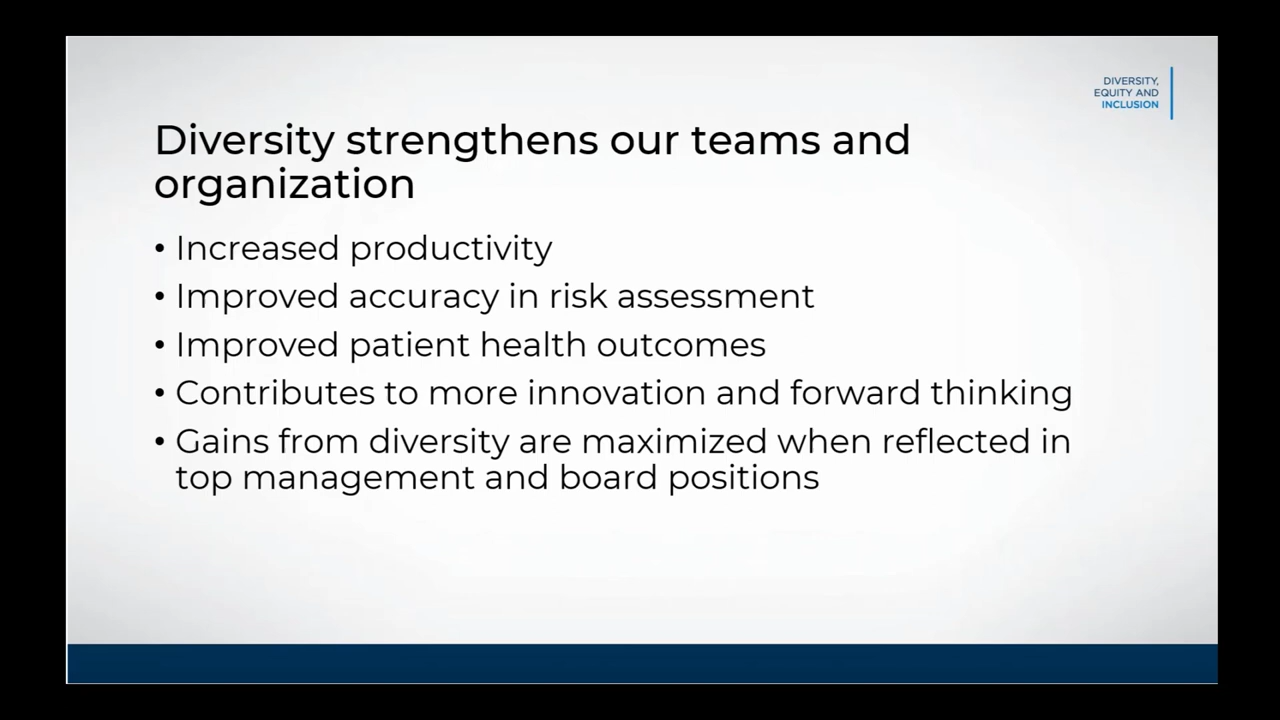 DIVERSITY,
EQUITY AND
INCLUSION
Diversity strengthens our teams and
organization
• Increased productivity
• Improved accuracy in risk assessment
• Improved patient health outcomes
• Contributes to more innovation and forward thinking
• Gains from diversity are maximized when reflected in
top management and board positions